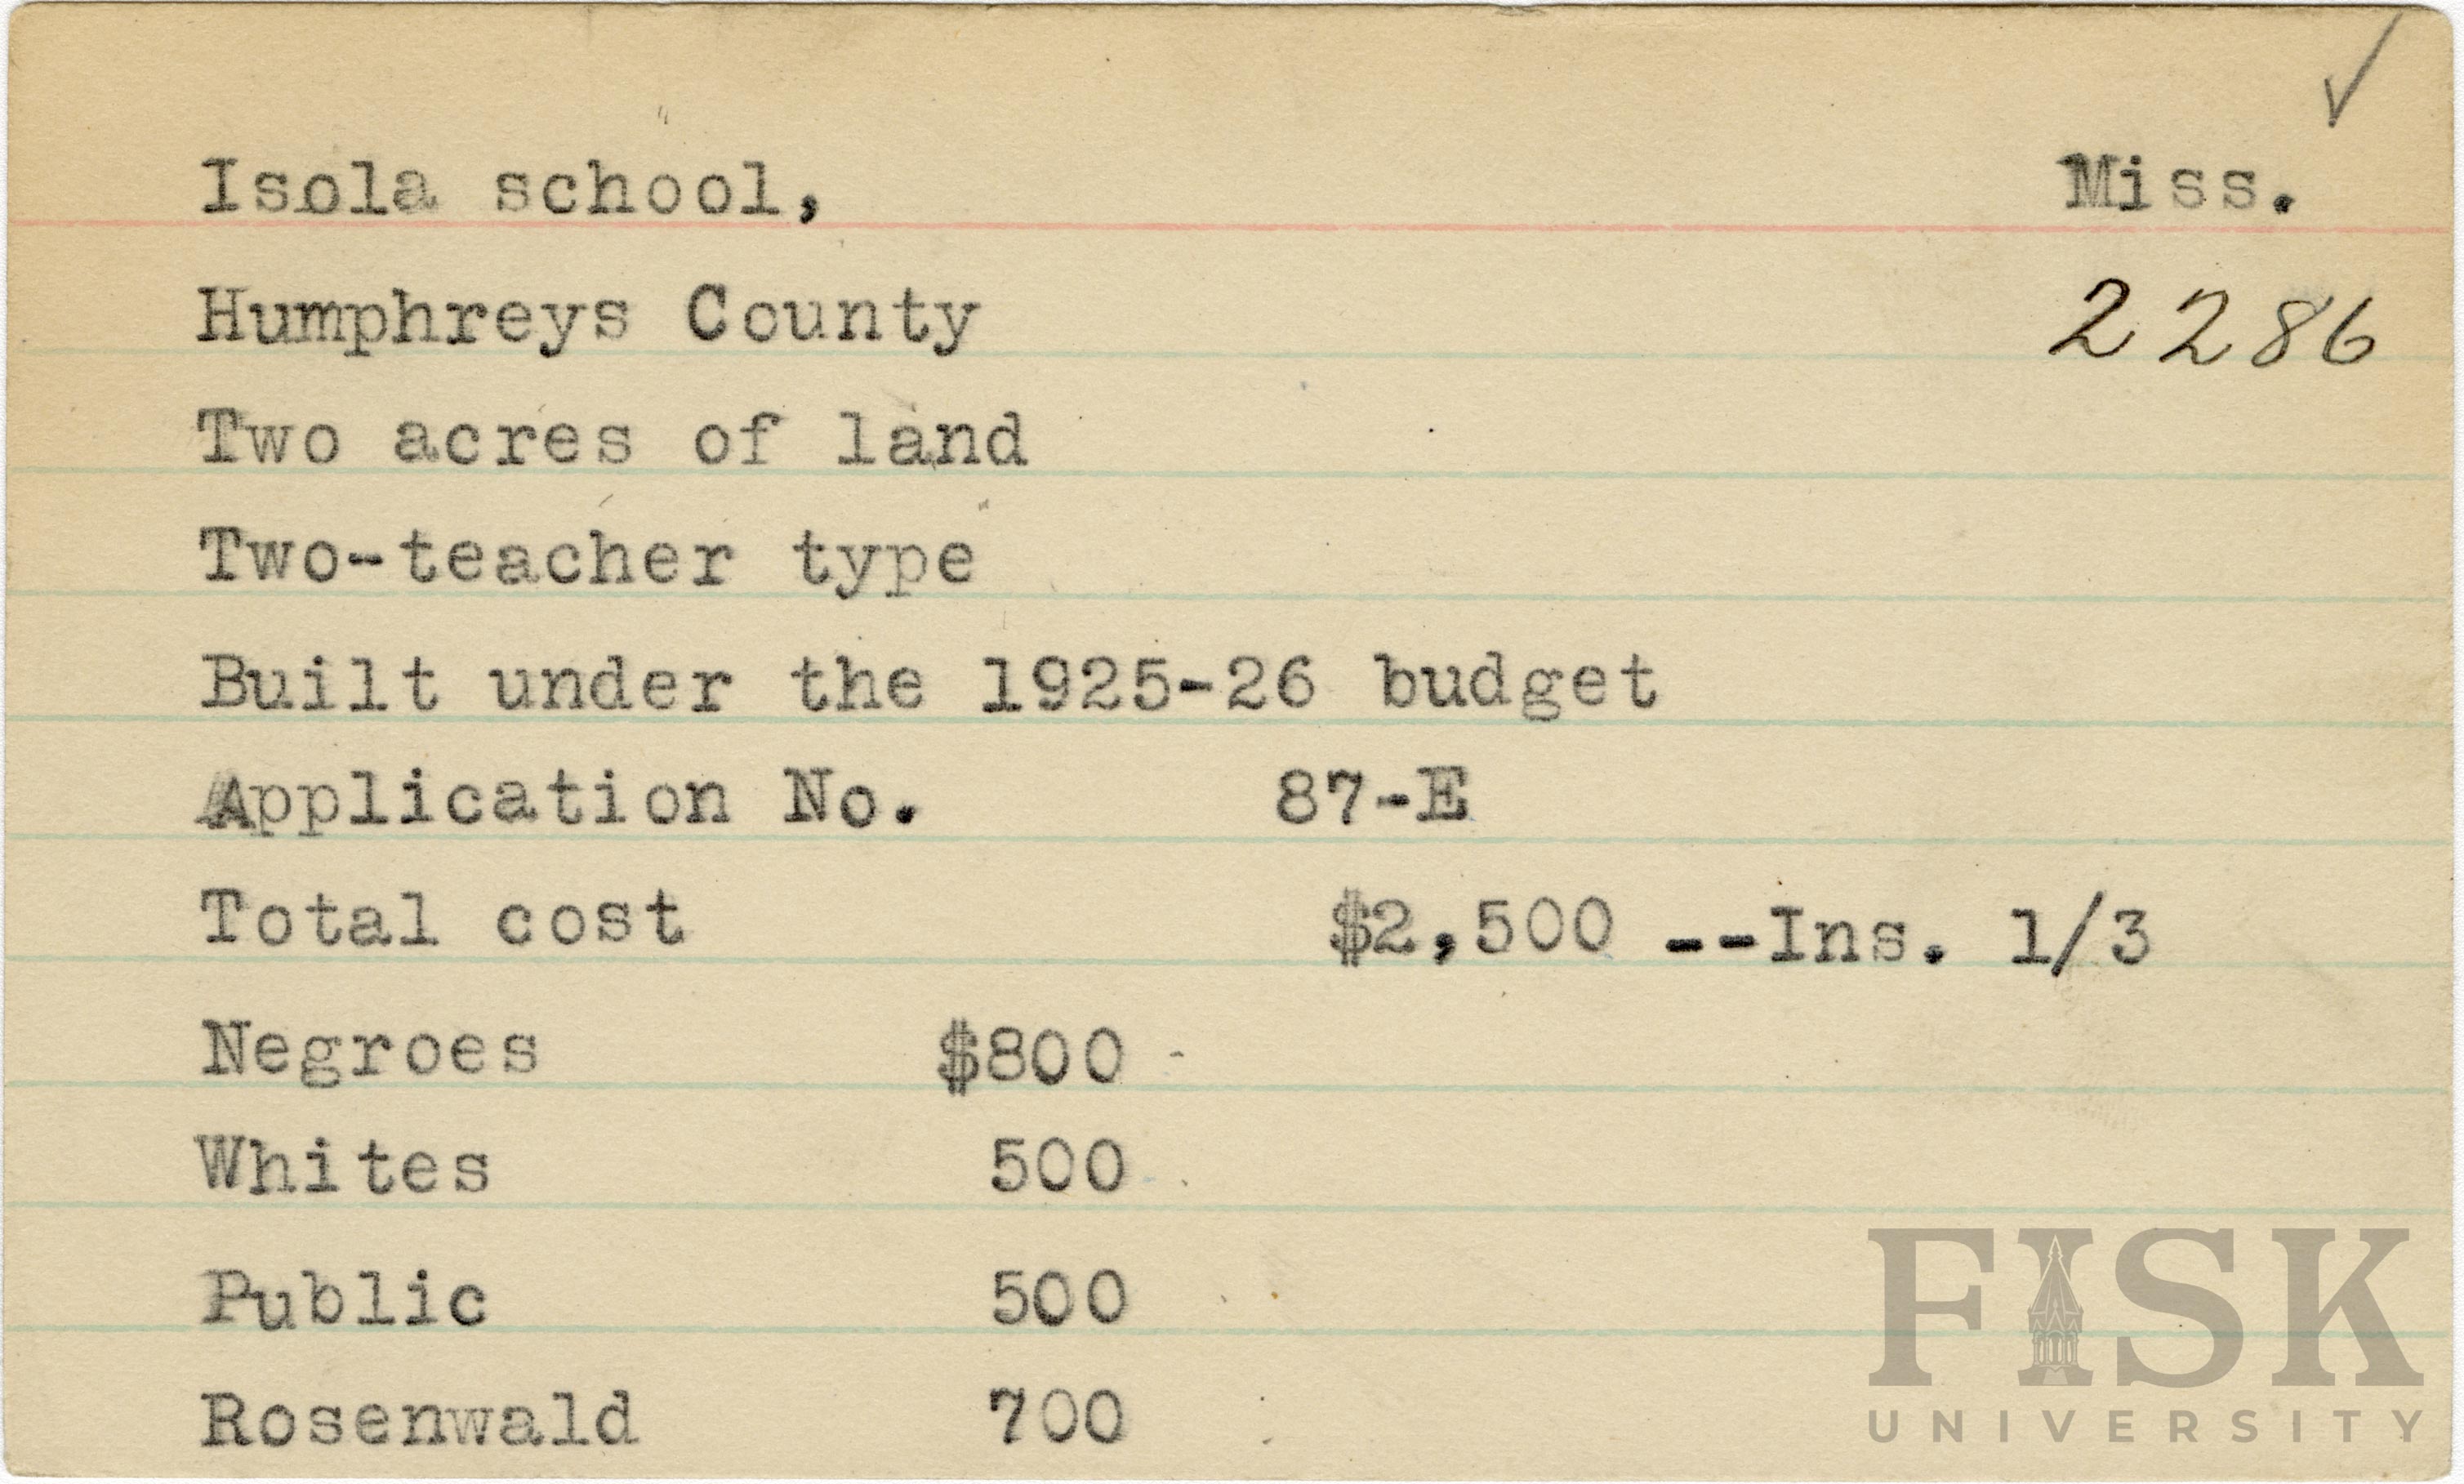 ✓
Isola school, Miss.
Humphreys County 2286
Two acres of land
Two-teacher type
Built under the 1925-26 budget
Application No. 87-E
Total cost $2,500 --Ins. 1/3
Negroes $800 -
Whites 500
Public 500
Rosenwald 700
FISK
UNIVERSITY